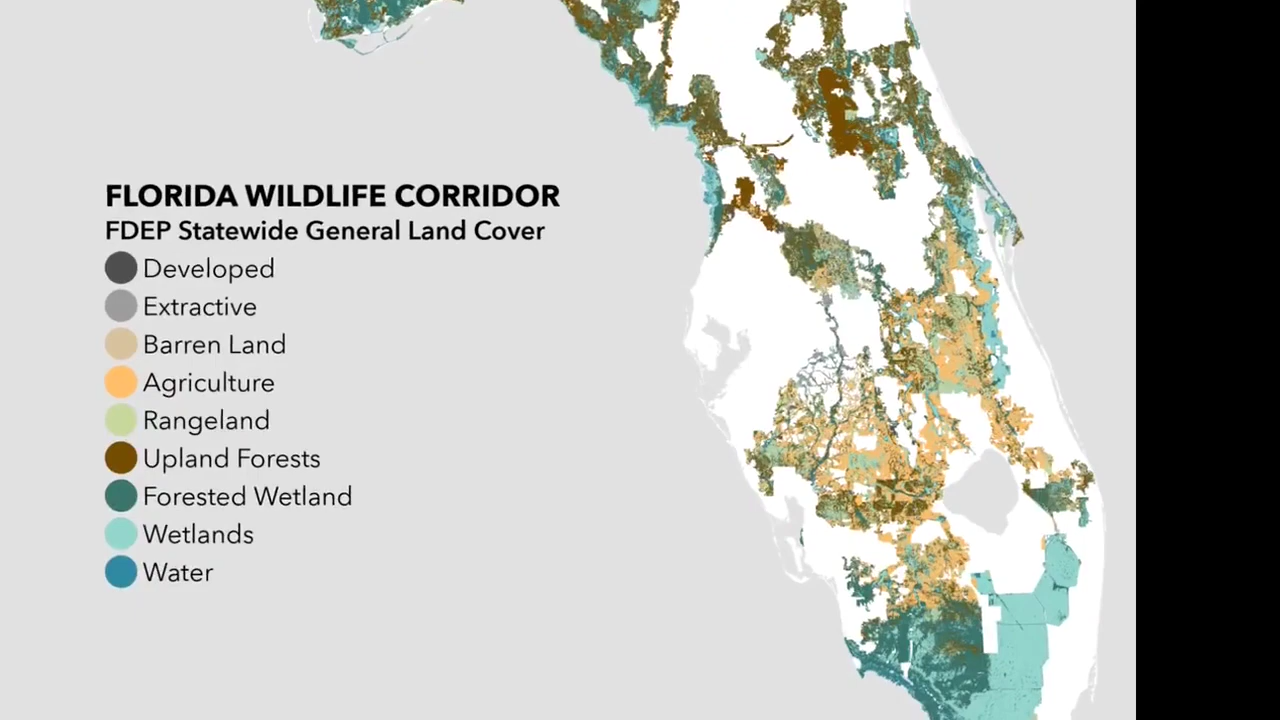 FLORIDA WILDLIFE CORRIDOR
FDEP Statewide General Land Cover
Developed
Extractive
Barren Land
Agriculture
Rangeland
Upland Forests
Forested Wetland
Wetlands
Water